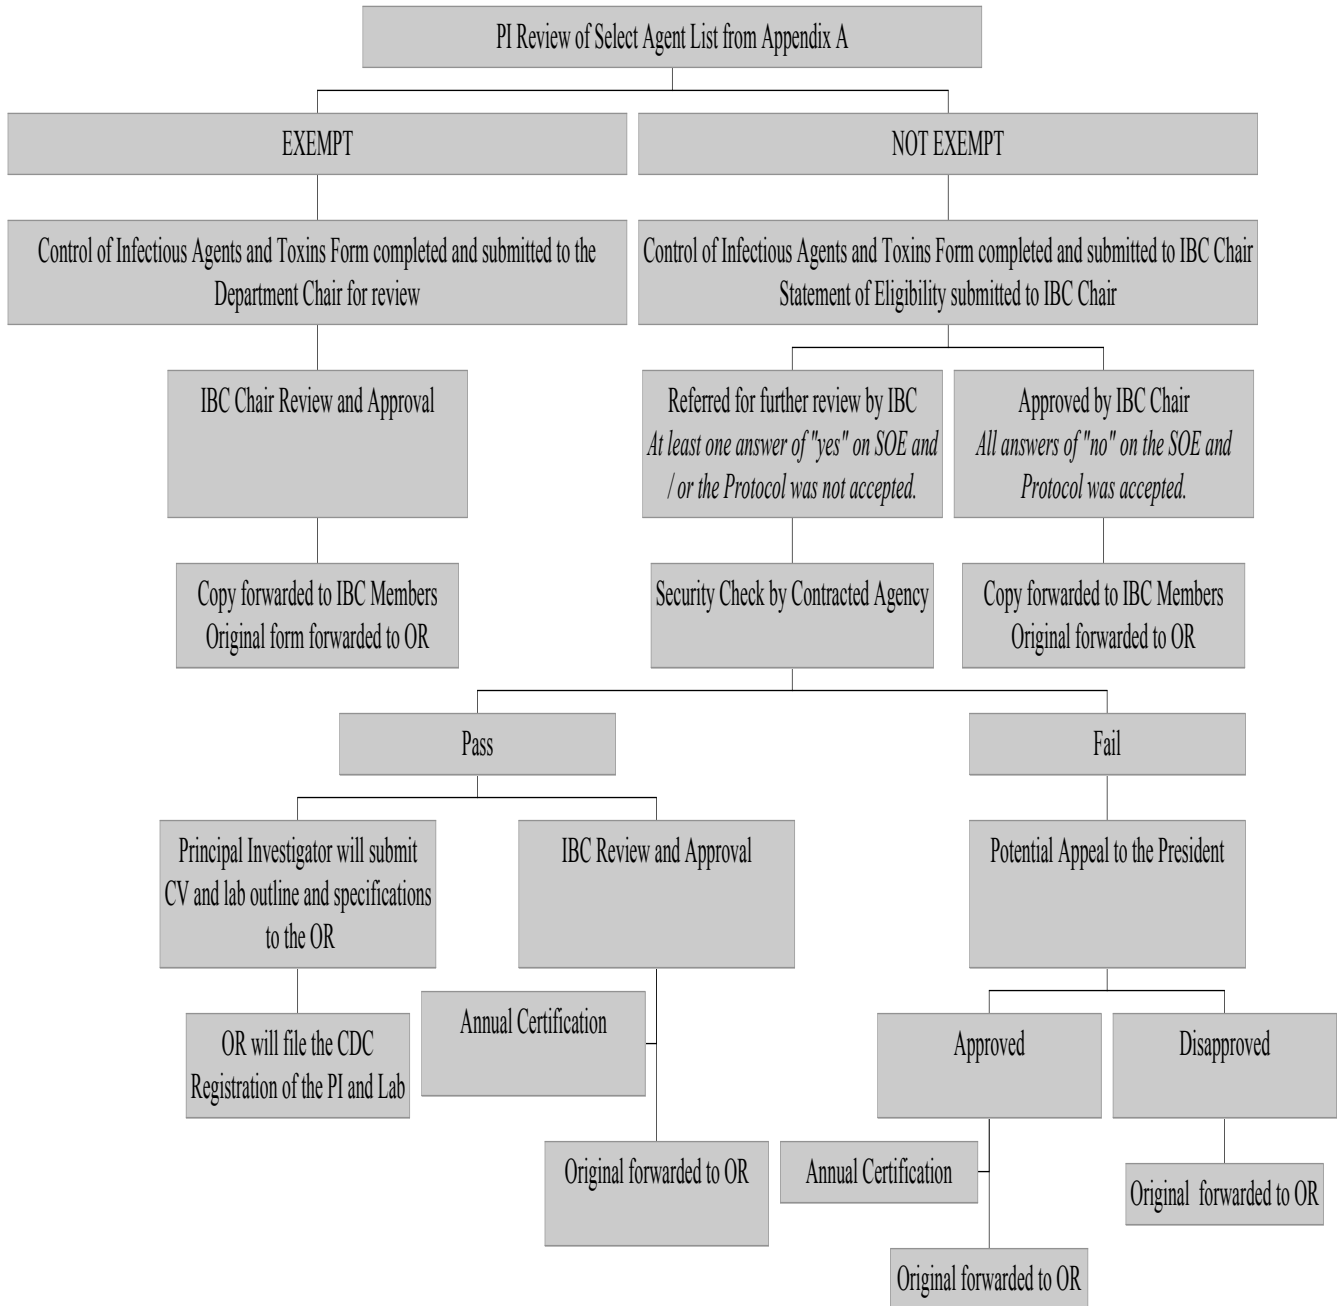 PI Review of Select Agent List from Appendix A
EXEMPT
NOT EXEMPT
Control of Infectious Agents and Toxins Form completed and submitted to the
Department Chair for review
Control of Infectious Agents and Toxins Form completed and submitted to IBC Chair
Statement of Eligibility submitted to IBC Chair
IBC Chair Review and Approval
Referred for further review by IBC
At least one answer of "yes" on SOE and
/ or the Protocol was not accepted.
Approved by IBC Chair
All answers of "no" on the SOE and
Protocol was accepted.
Copy forwarded to IBC Members
Original form forwarded to OR
Security Check by Contracted Agency
Copy forwarded to IBC Members
Original forwarded to OR
Pass
Fail
Principal Investigator will submit
CV and lab outline and specifications
to the OR
IBC Review and Approval
Potential Appeal to the President
OR will file the CDC
Registration of the PI and Lab
Annual Certification
Approved
Disapproved
Original forwarded to OR
Annual Certification
Original  forwarded to OR
Original forwarded to OR